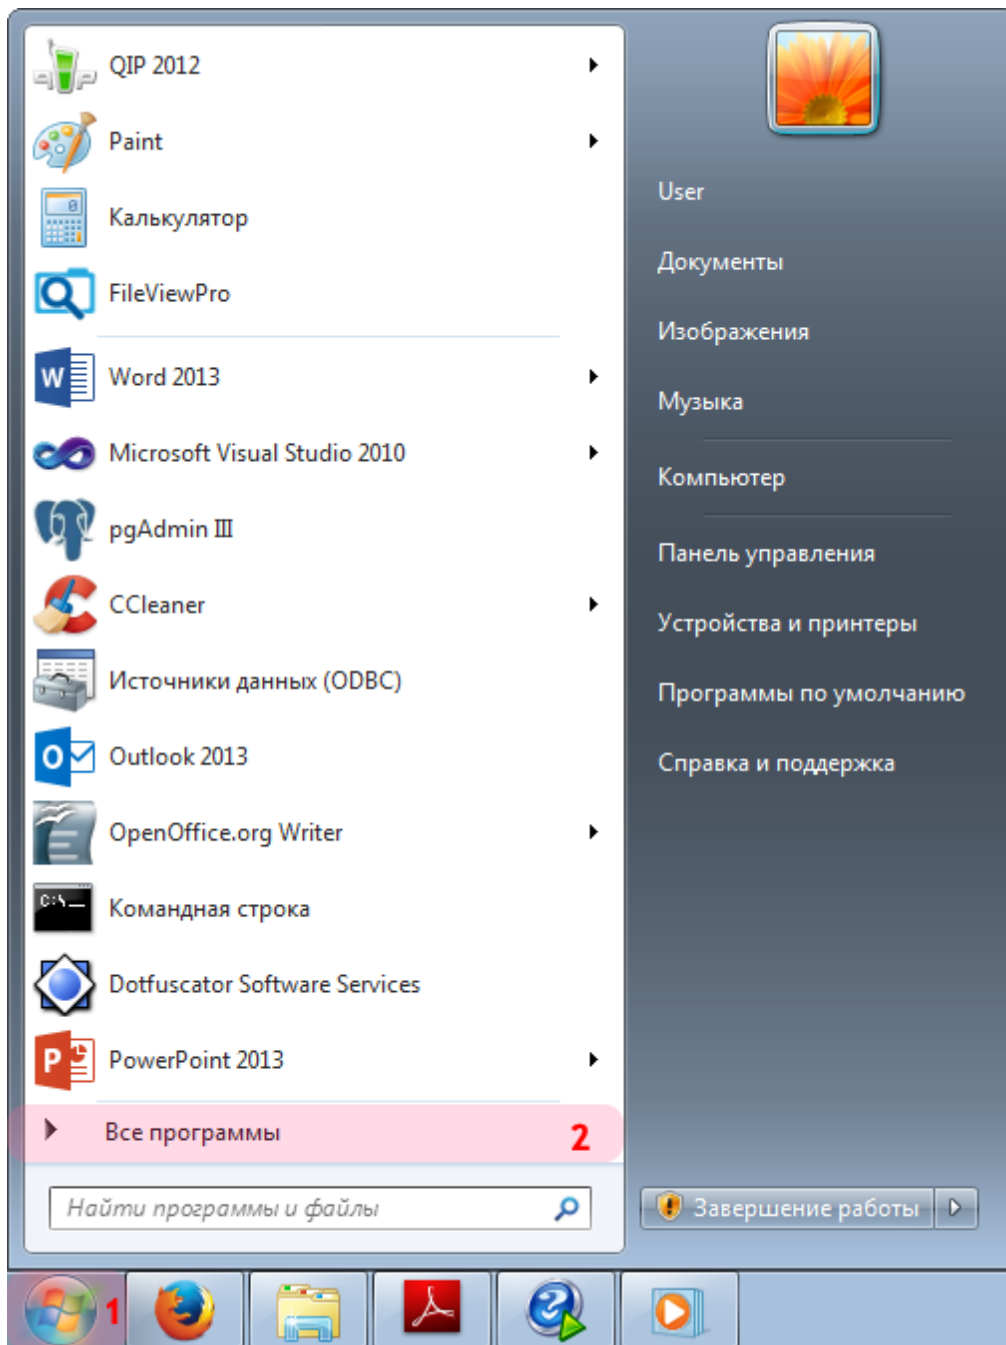 QIP 2012
Paint
Калькулятор
FileViewPro
Word 2013
Microsoft Visual Studio 2010
pgAdmin III
CCleaner
Источники данных (ODBC)
Outlook 2013
OpenOffice.org Writer
Командная строка
Dotfuscator Software Services
PowerPoint 2013
Все программы 2
Найти программы и файлы
User
Документы
Изображения
Музыка
Компьютер
Панель управления
Устройства и принтеры
Программы по умолчанию
Справка и поддержка
Завершение работы
1